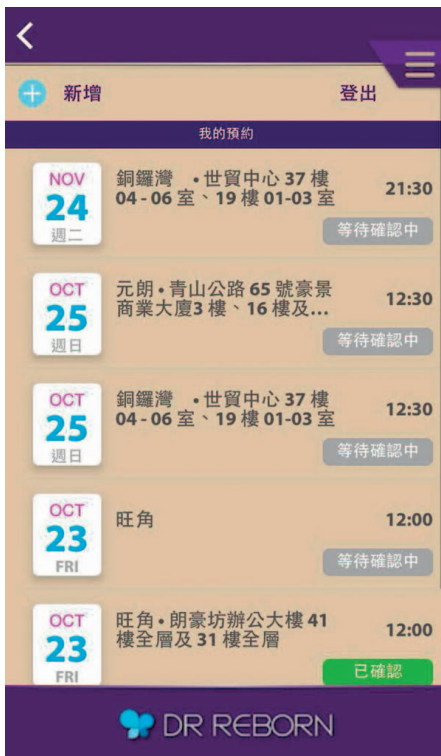 新增
登出
我的預約
NOV
24
週二
銅鑼灣 •世貿中心 37 樓
04 - 06 室、19 樓 01-03 室
21:30
等待確認中
OCT
25
週日
元朗•青山公路 65 號豪景
商業大廈3 樓、16 樓及...
12:30
等待確認中
OCT
25
週日
銅鑼灣 •世貿中心 37 樓
04 - 06 室、19 樓 01-03 室
12:30
等待確認中
OCT
23
FRI
旺角
12:00
等待確認中
OCT
23
FRI
旺角•朗豪坊辦公大樓 41
樓全層及 31 樓全層
12:00
已確認
DR REBORN